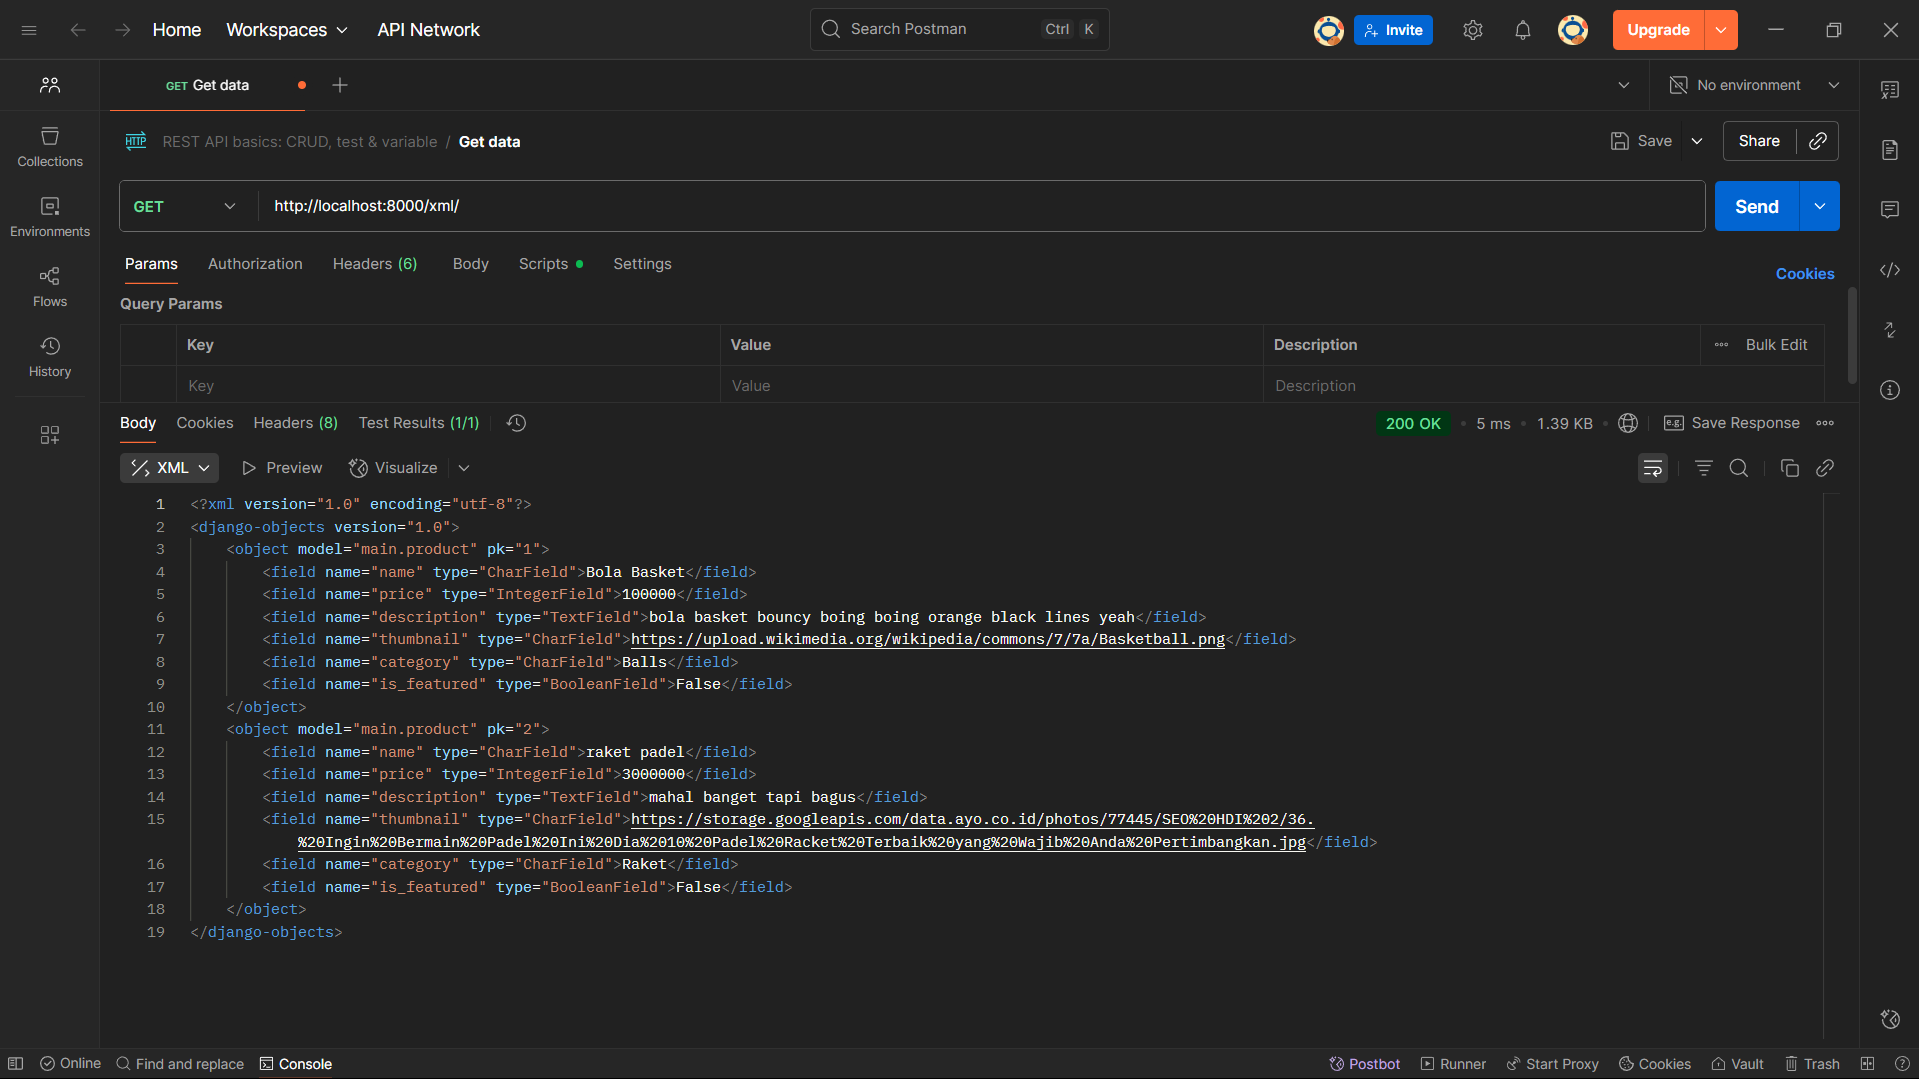 Home Workspaces API Network
Search Postman Ctrl K
Invite
Upgrade
GET Get data
No environment
HTTP REST API basics: CRUD, test & variable / Get data
Save
Share
Collections
Environments
Flows
History
GET http://localhost:8000/xml/
Send
Params Authorization Headers (6) Body Scripts Settings
Cookies
Query Params
Key Value Description Bulk Edit
Key Value Description
Body Cookies Headers (8) Test Results (1/1)
200 OK • 5 ms • 1.39 KB • e.g. Save Response
XML Preview Visualize
1 <?xml version="1.0" encoding="utf-8"?>
2 <django-objects version="1.0">
3 <object model="main.product" pk="1">
4 <field name="name" type="CharField">Bola Basket</field>
5 <field name="price" type="IntegerField">100000</field>
6 <field name="description" type="TextField">bola basket bouncy boing boing orange black lines yeah</field>
7 <field name="thumbnail" type="CharField">https://upload.wikimedia.org/wikipedia/commons/7/7a/Basketball.png</field>
8 <field name="category" type="CharField">Balls</field>
9 <field name="is_featured" type="BooleanField">False</field>
10 </object>
11 <object model="main.product" pk="2">
12 <field name="name" type="CharField">raket padel</field>
13 <field name="price" type="IntegerField">3000000</field>
14 <field name="description" type="TextField">mahal banget tapi bagus</field>
15 <field name="thumbnail" type="CharField">https://storage.googleapis.com/data.ayo.co.id/photos/77445/SEO%20HDI%202/36.
%20Ingin%20Bermain%20Padel%20Ini%20Dia%2010%20Padel%20Racket%20Terbaik%20yang%20Wajib%20Anda%20Pertimbangkan.jpg</field>
16 <field name="category" type="CharField">Raket</field>
17 <field name="is_featured" type="BooleanField">False</field>
18 </object>
19 </django-objects>
Online Find and replace Console
Postbot Runner Start Proxy Cookies Vault Trash